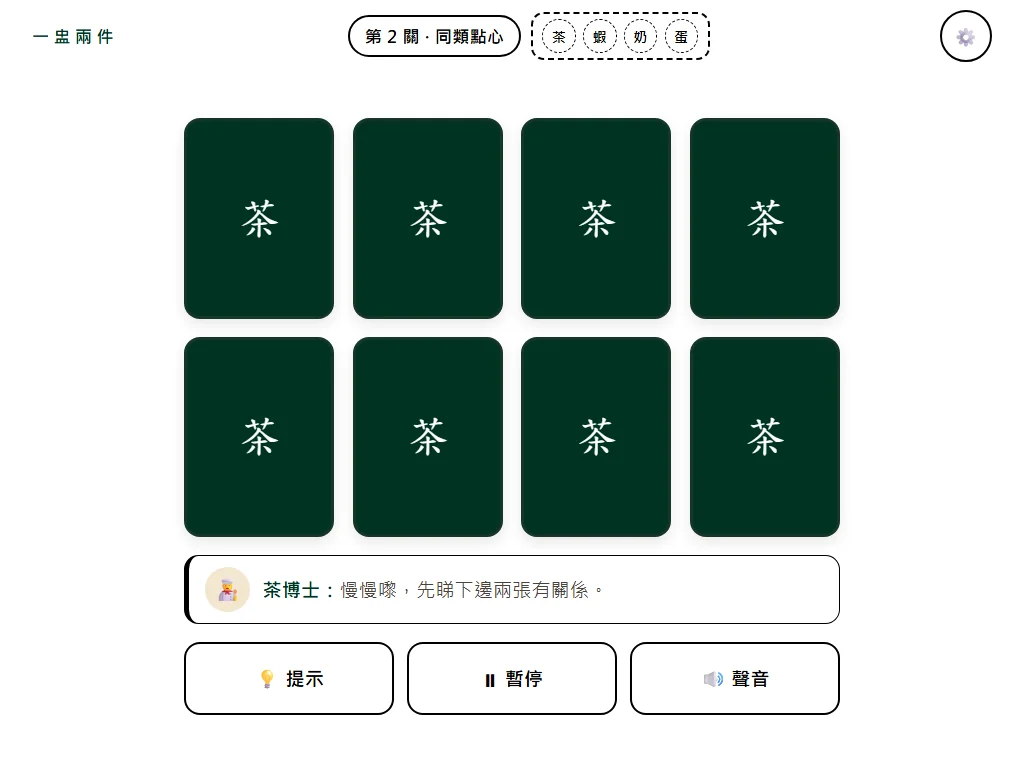 一盅兩件
第 2 關 · 同類點心
茶 蝦 奶 蛋
茶 茶 茶 茶
茶 茶 茶 茶
茶博士：慢慢嚟，先睇下邊兩張有關係。
提示 暫停 聲音